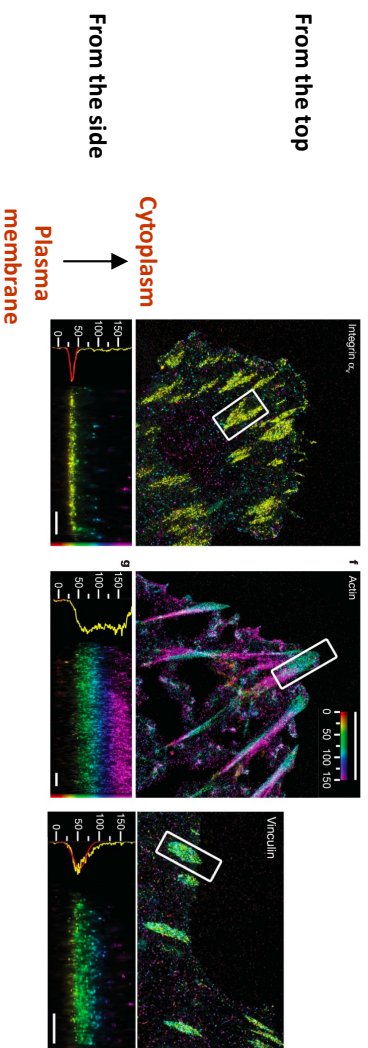 From the top
From the side
Cytoplasm
Plasma
membrane
Integrin αv
f
Actin
0 50 100 150
Vinculin
150
100
50
0
g
150
100
50
0
150
100
50
0